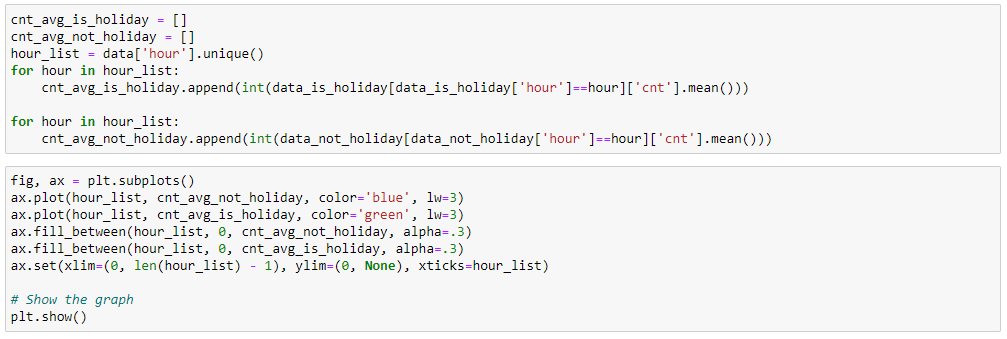 cnt_avg_is_holiday = []
cnt_avg_not_holiday = []
hour_list = data['hour'].unique()
for hour in hour_list:
    cnt_avg_is_holiday.append(int(data_is_holiday[data_is_holiday['hour']==hour]['cnt'].mean()))

for hour in hour_list:
    cnt_avg_not_holiday.append(int(data_not_holiday[data_not_holiday['hour']==hour]['cnt'].mean()))

fig, ax = plt.subplots()
ax.plot(hour_list, cnt_avg_not_holiday, color='blue', lw=3)
ax.plot(hour_list, cnt_avg_is_holiday, color='green', lw=3)
ax.fill_between(hour_list, 0, cnt_avg_not_holiday, alpha=.3)
ax.fill_between(hour_list, 0, cnt_avg_is_holiday, alpha=.3)
ax.set(xlim=(0, len(hour_list) - 1), ylim=(0, None), xticks=hour_list)

# Show the graph
plt.show()